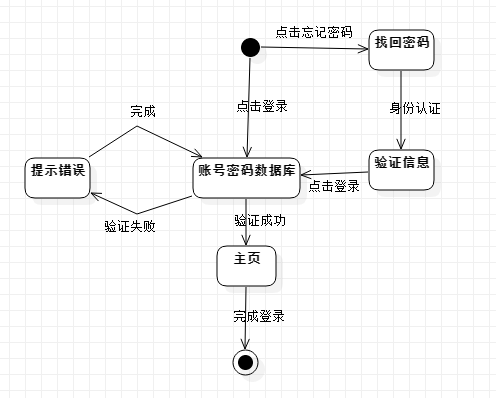 点击忘记密码
找回密码
点击登录
身份认证
完成
提示错误
账号密码数据库
验证信息
点击登录
验证失败
验证成功
主页
完成登录